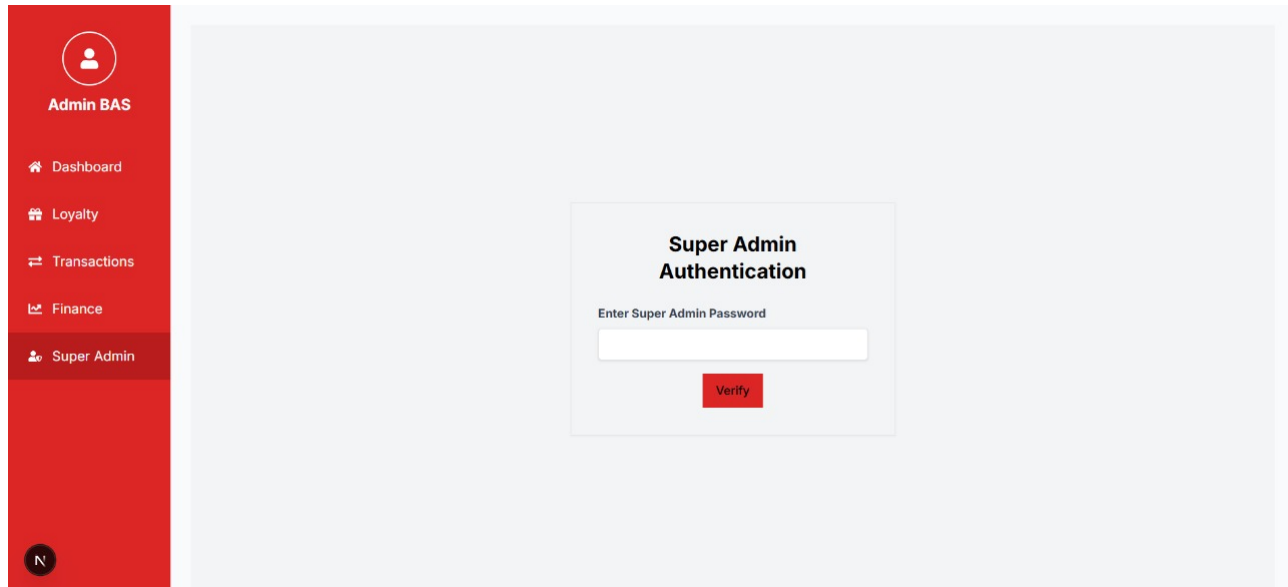 Admin BAS
Dashboard
Loyalty
Transactions
Finance
Super Admin
Super Admin
Authentication
Enter Super Admin Password
Verify
N